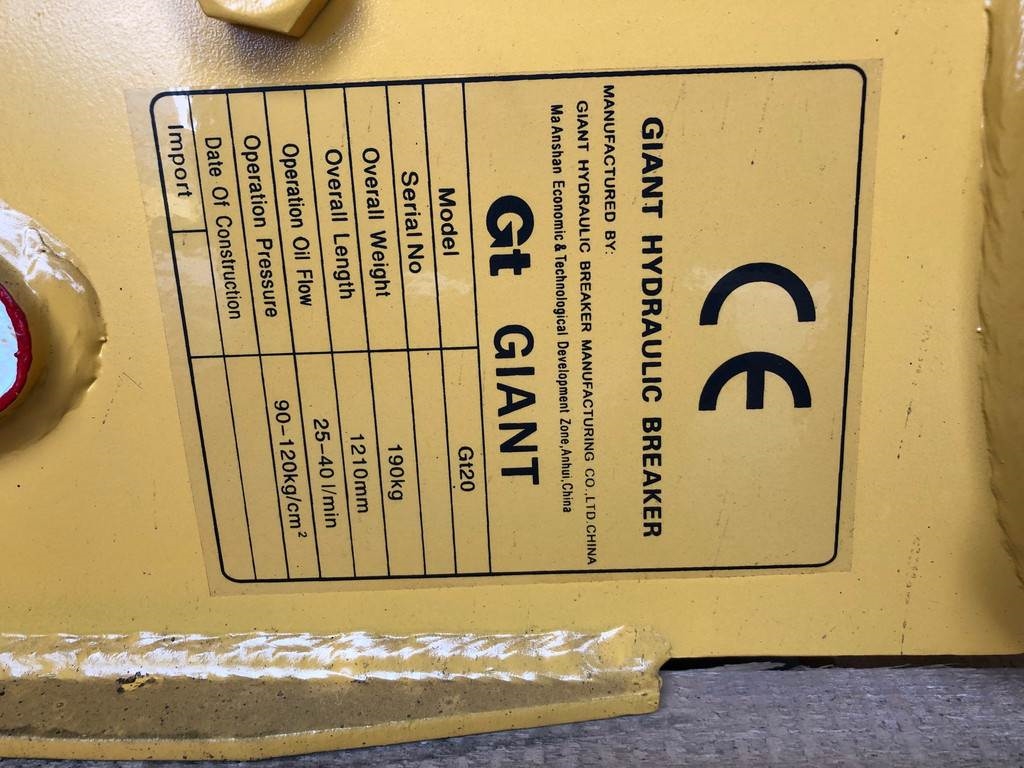 CE
GIANT HYDRAULIC BREAKER
MANUFACTURED BY:
GIANT HYDRAULIC BREAKER MANUFACTURING CO.,LTD.CHINA
Ma Anshan Economic & Technological Development Zone,Anhui,China
Gt GIANT
Model Gt20
Serial No
Overall Weight 190kg
Overall Length 1210mm
Operation Oil Flow 25-40 l/min
Operation Pressure 90-120kg/cm²
Date Of Construction
Import